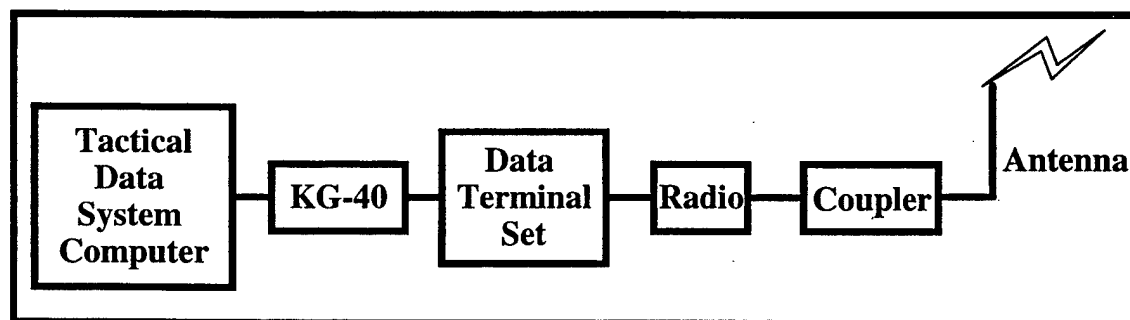 Tactical
Data
System
Computer
KG-40
Data
Terminal
Set
Radio
Coupler
Antenna